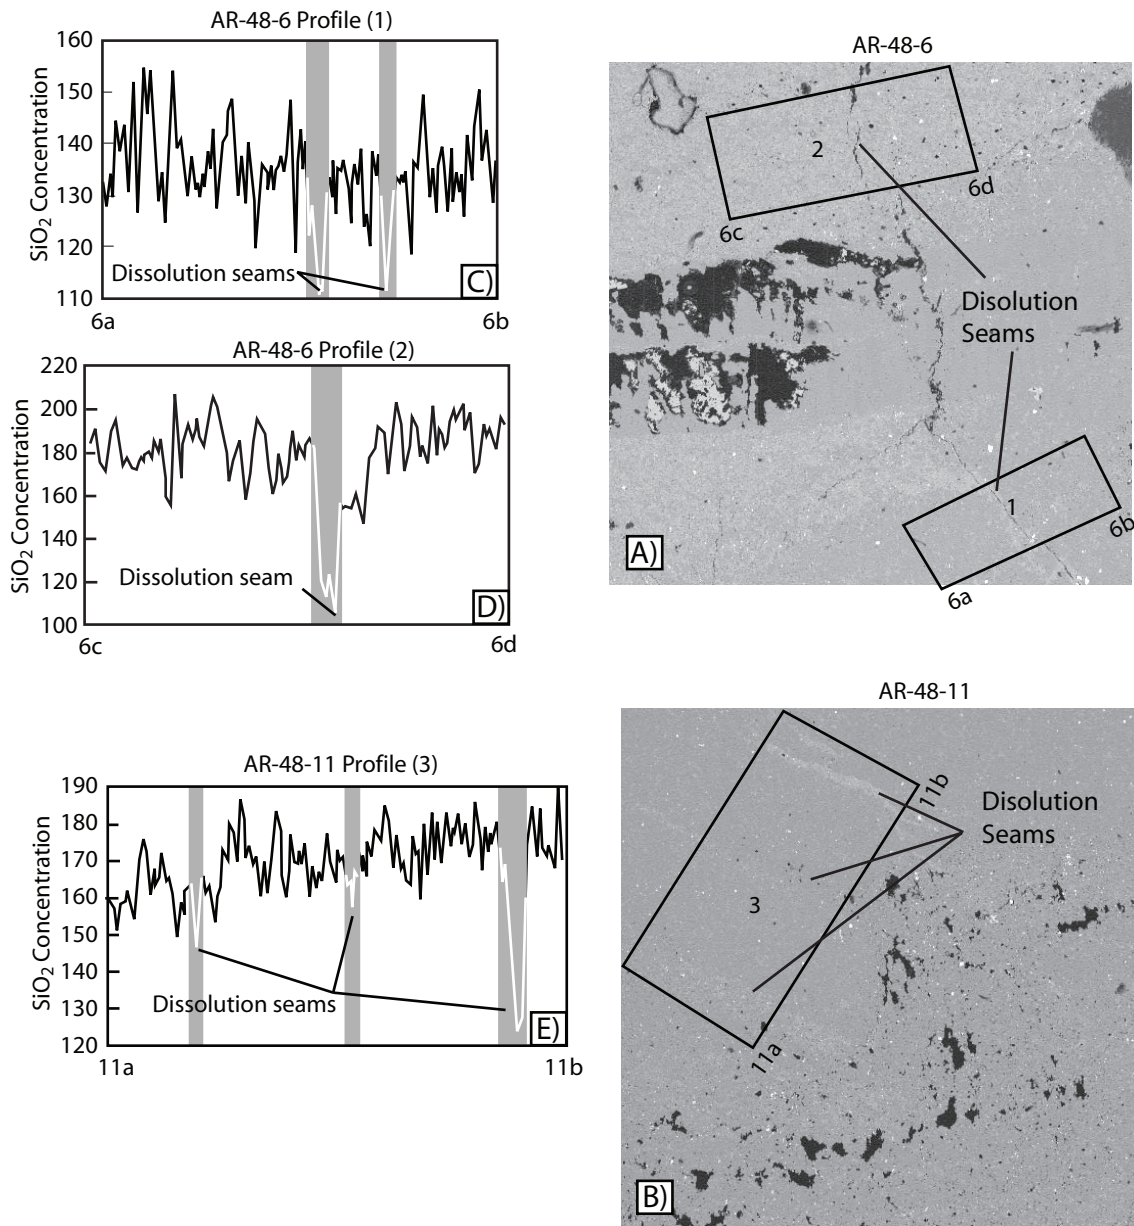 AR-48-6 Profile (1)
160
150
140
130
120
110
SiO2 Concentration
Dissolution seams
C)
6a
6b
AR-48-6 Profile (2)
220
200
180
160
140
120
100
SiO2 Concentration
Dissolution seam
D)
6c
6d
AR-48-11 Profile (3)
190
180
170
160
150
140
130
120
SiO2 Concentration
Dissolution seams
E)
11a
11b
AR-48-6
2
6c
6d
Disolution
Seams
1
6a
6b
A)
AR-48-11
11b
Disolution
Seams
3
11a
B)